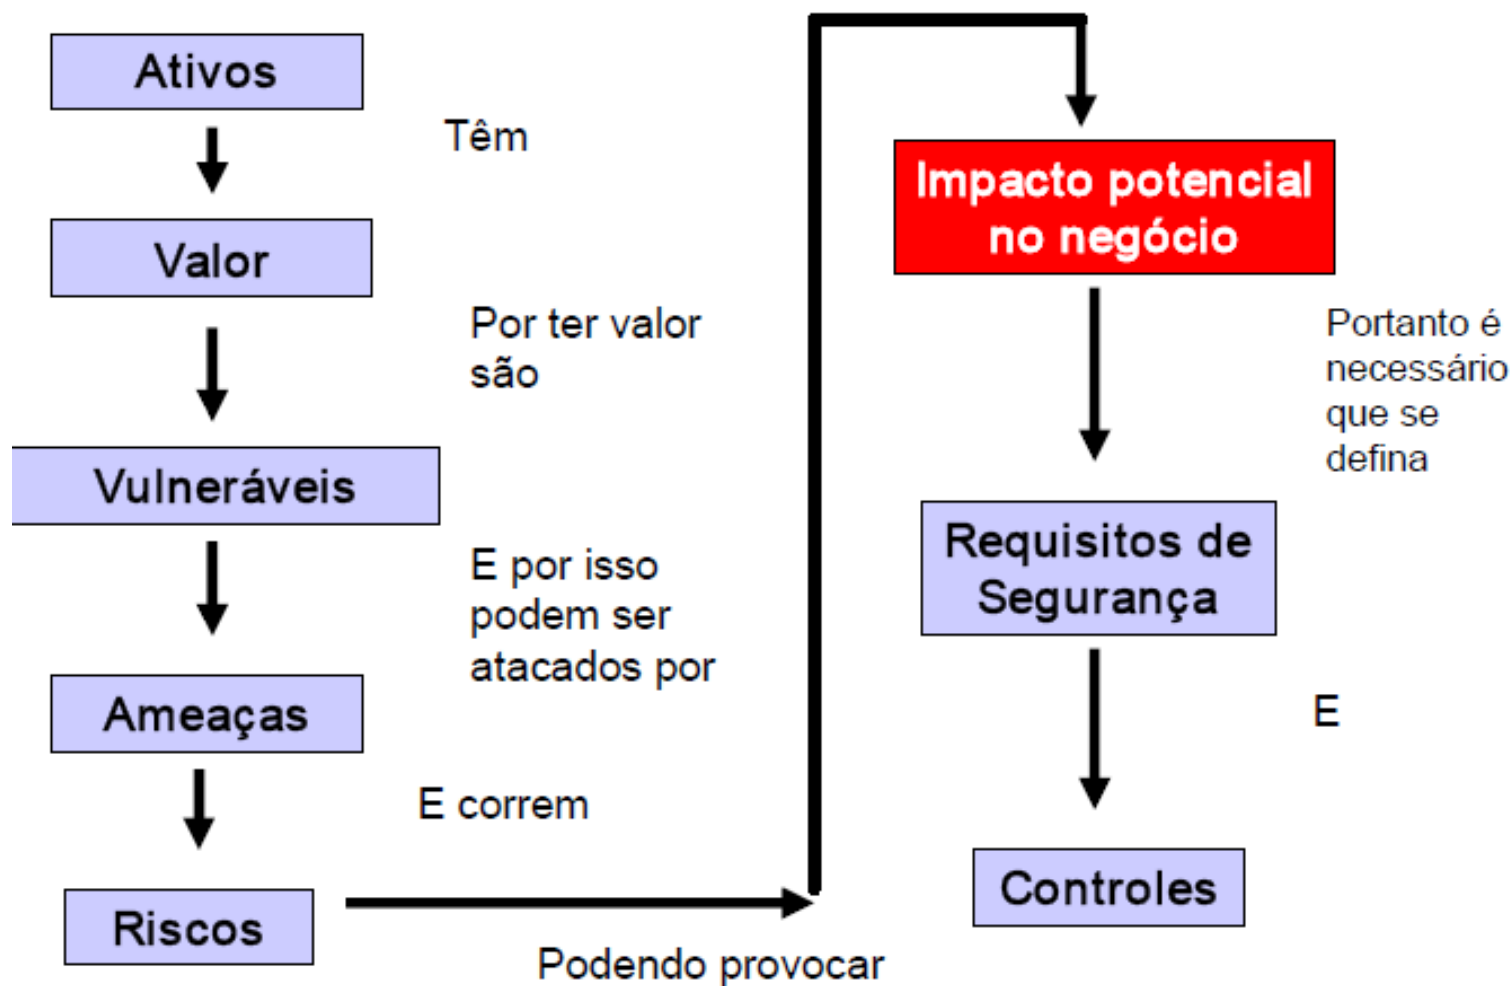 Ativos
Têm
Valor
Por ter valor
são
Vulneráveis
E por isso
podem ser
atacados por
Ameaças
E correm
Riscos
Podendo provocar
Impacto potencial
no negócio
Portanto é
necessário
que se
defina
Requisitos de
Segurança
E
Controles